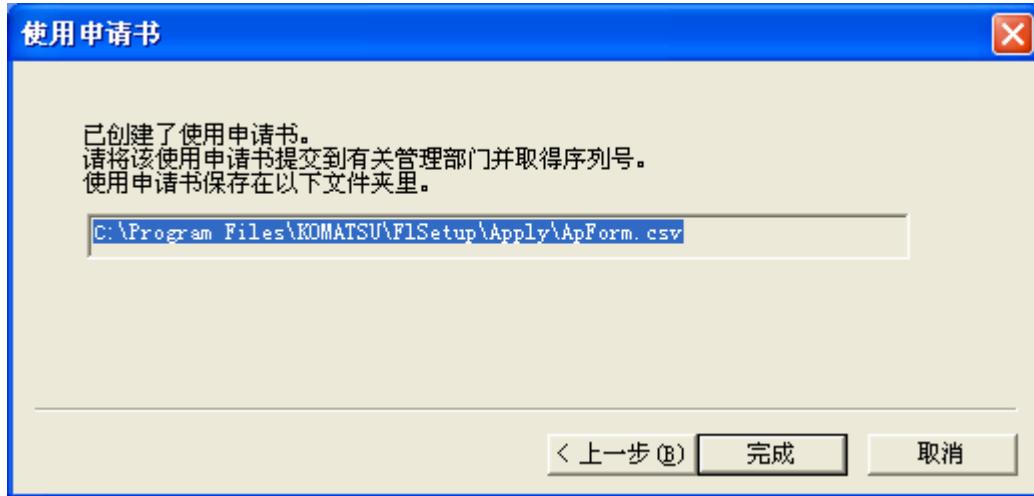 使用申请书
已创建了使用申请书。
请将该使用申请书提交到有关管理部门并取得序列号。
使用申请书保存在以下文件夹里。
C:\Program Files\KOMATSU\FlSetup\Apply\ApForm.csv
< 上一步(B)
完成
取消